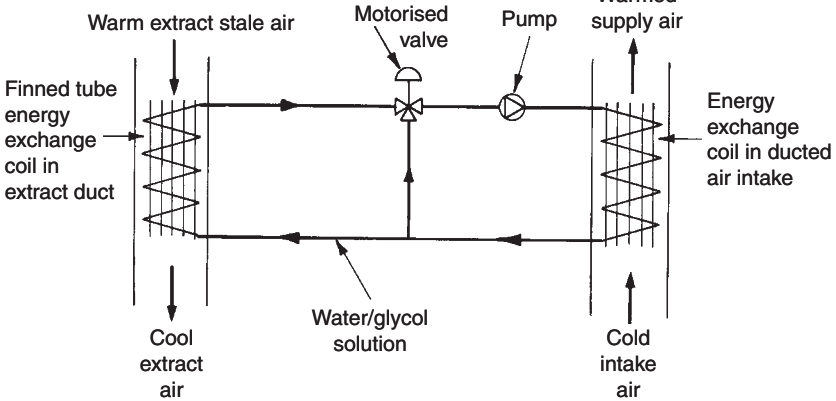 Warm extract stale air
Motorised
valve
Pump
supply air
Finned tube
energy
exchange
coil in
extract duct
Energy
exchange
coil in ducted
air intake
Water/glycol
solution
Cool
extract
air
Cold
intake
air